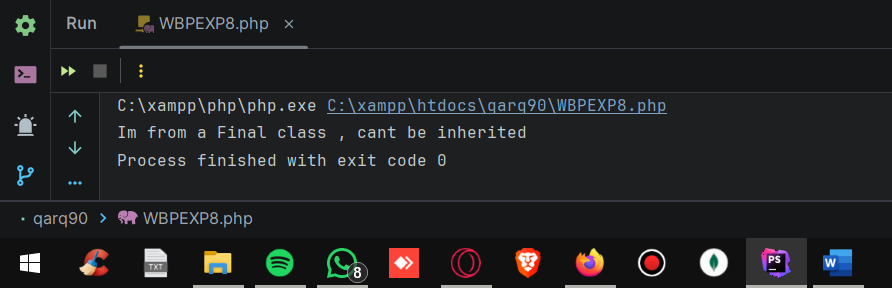 Run WBPEXP8.php ×
C:\xampp\php\php.exe C:\xampp\htdocs\qarq90\WBPEXP8.php
Im from a Final class , cant be inherited
Process finished with exit code 0
qarq90 > WBPEXP8.php
TXT
8
PS
W